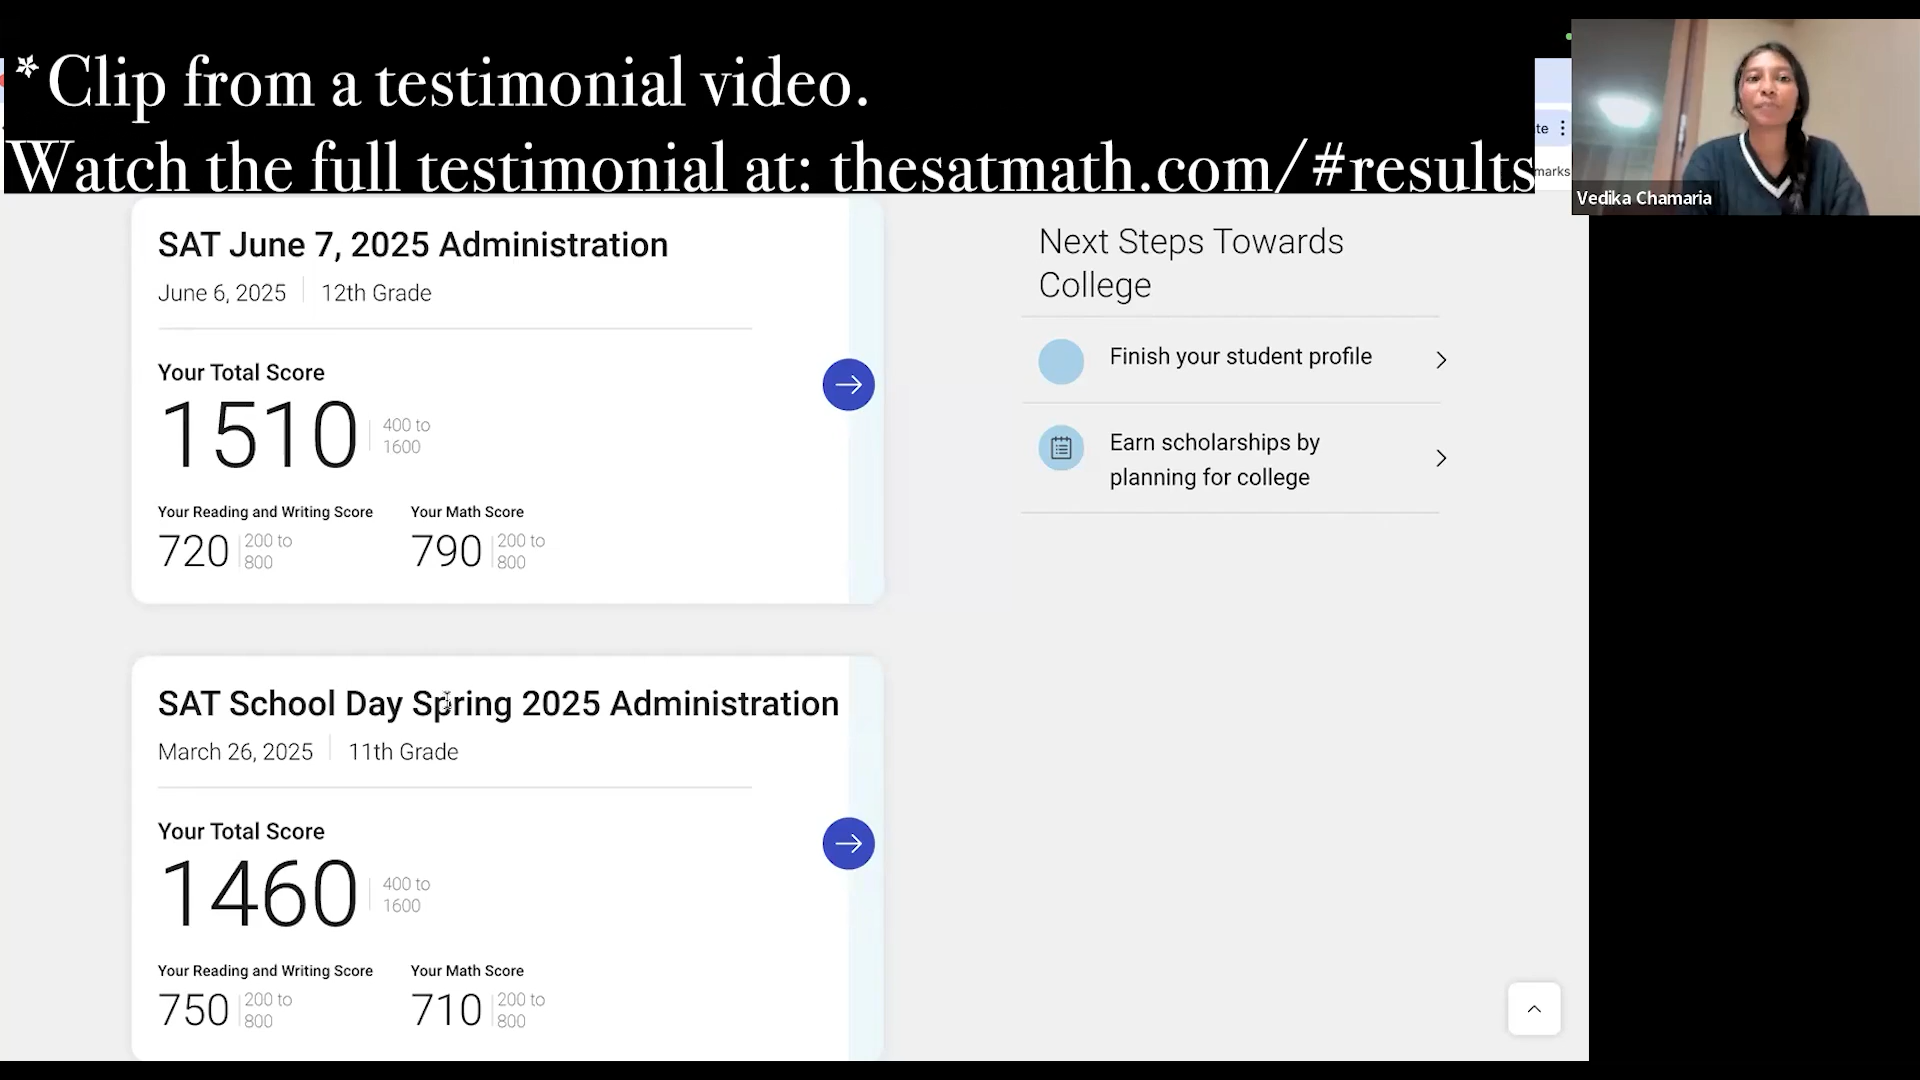 *Clip from a testimonial video.
Watch the full testimonial at: thesatmath.com/#results
te
marks
Vedika Chamaria
SAT June 7, 2025 Administration
June 6, 2025 12th Grade
Your Total Score
1510 400 to
1600
Your Reading and Writing Score Your Math Score
720 200 to 790 200 to
800 800
SAT School Day Spring 2025 Administration
March 26, 2025 11th Grade
Your Total Score
1460 400 to
1600
Your Reading and Writing Score Your Math Score
750 200 to 710 200 to
800 800
Next Steps Towards
College
Finish your student profile
Earn scholarships by
planning for college